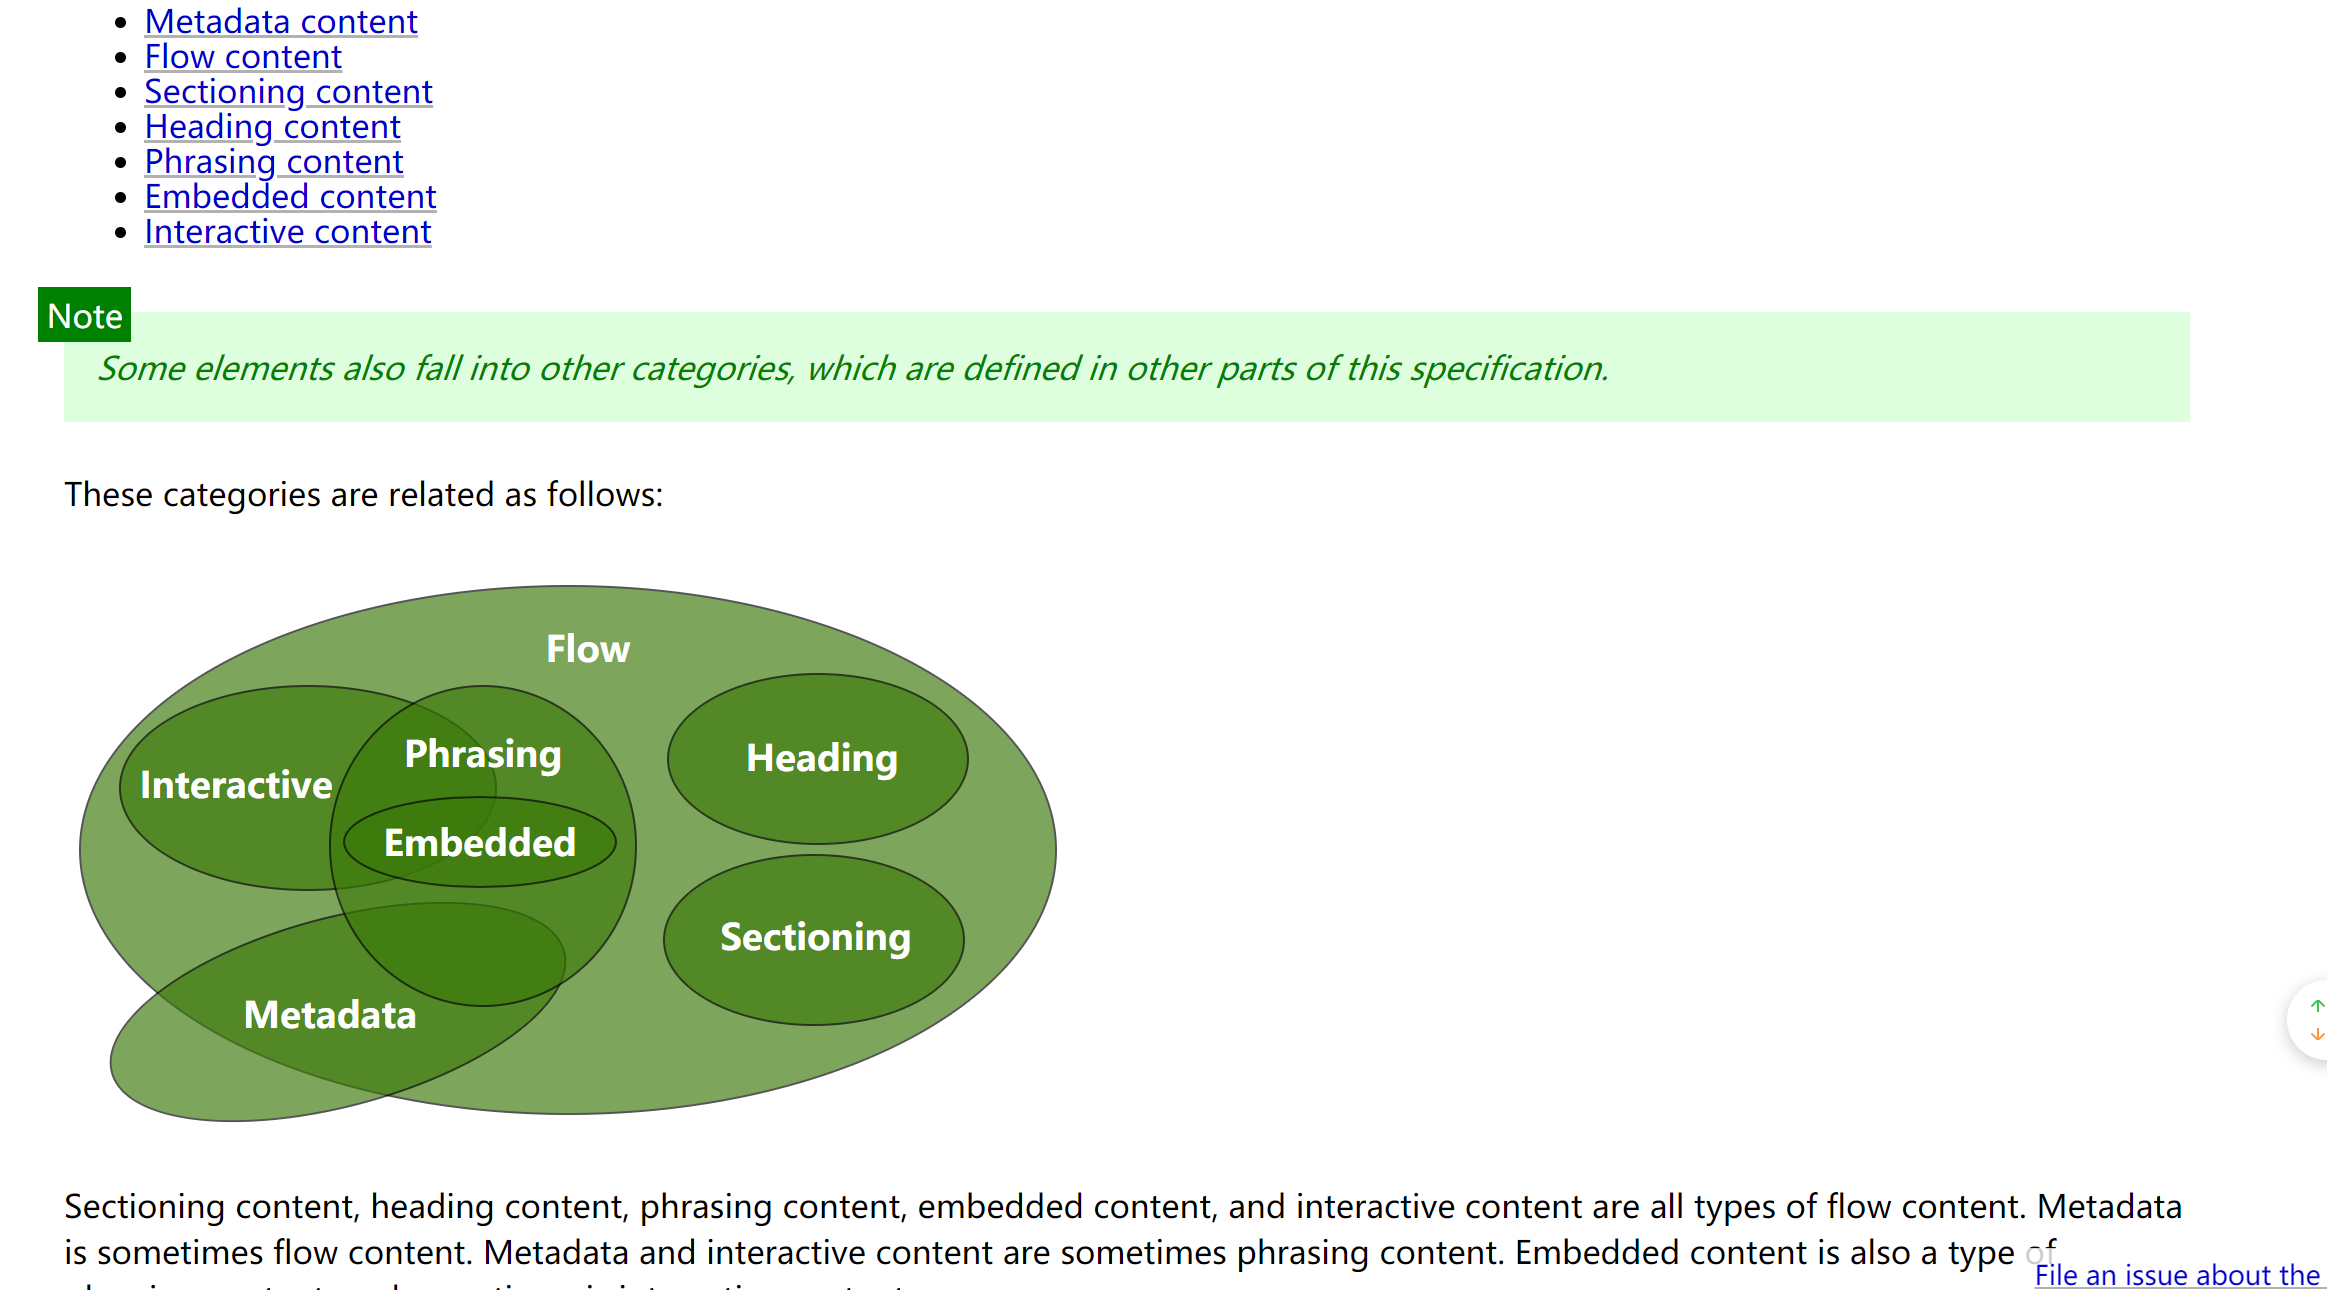 Metadata content
Flow content
Sectioning content
Heading content
Phrasing content
Embedded content
Interactive content
Note
Some elements also fall into other categories, which are defined in other parts of this specification.
These categories are related as follows:
Flow
Phrasing
Heading
Interactive
Embedded
Sectioning
Metadata
Sectioning content, heading content, phrasing content, embedded content, and interactive content are all types of flow content. Metadata
is sometimes flow content. Metadata and interactive content are sometimes phrasing content. Embedded content is also a type of
File an issue about the